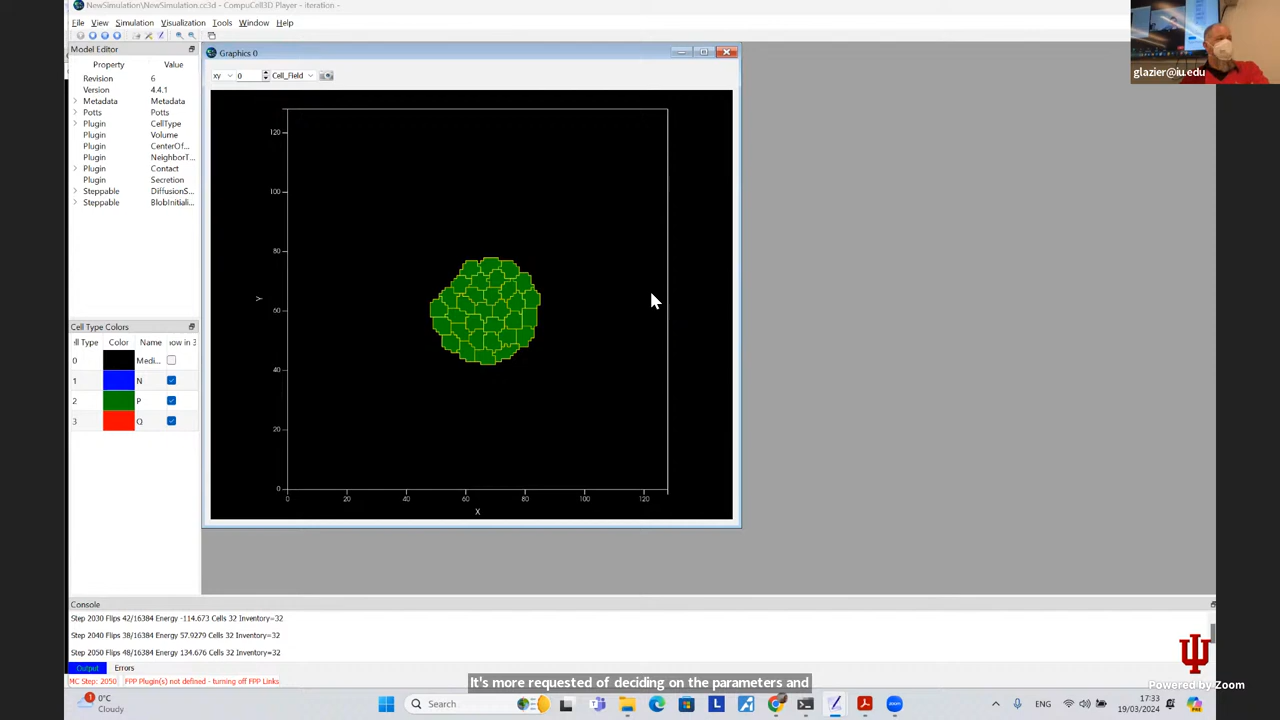 NewSimulation\NewSimulation.cc3d - CompuCell3D Player - iteration -
File View Simulation Visualization Tools Window Help
Model Editor
Property Value
Revision 6
Version 4.4.1
Metadata Metadata
Potts Potts
Plugin CellType
Plugin Volume
Plugin CenterOf...
Plugin NeighborT...
Plugin Contact
Plugin Secretion
Steppable DiffusionS...
Steppable BlobInitiali...
Cell Type Colors
ell Type Color Name ow in 3
0 Medi...
1 N
2 P
3 Q
Graphics 0
xy 0 Cell_Field
120
100
80
60
40
20
0
Y
0 20 40 60 80 100 120
X
glazier@iu.edu
Console
Step 2030 Flips 42/16384 Energy -114.673 Cells 32 Inventory=32
Step 2040 Flips 38/16384 Energy 57.9279 Cells 32 Inventory=32
Step 2050 Flips 48/16384 Energy 134.676 Cells 32 Inventory=32
Output Errors
MC Step: 2050 FPP Plugin(s) not defined - turning off FPP Links
It's more requested of deciding on the parameters and
Powered by Zoom
1
0°C
Cloudy
Search
ENG
17:33
19/03/2024